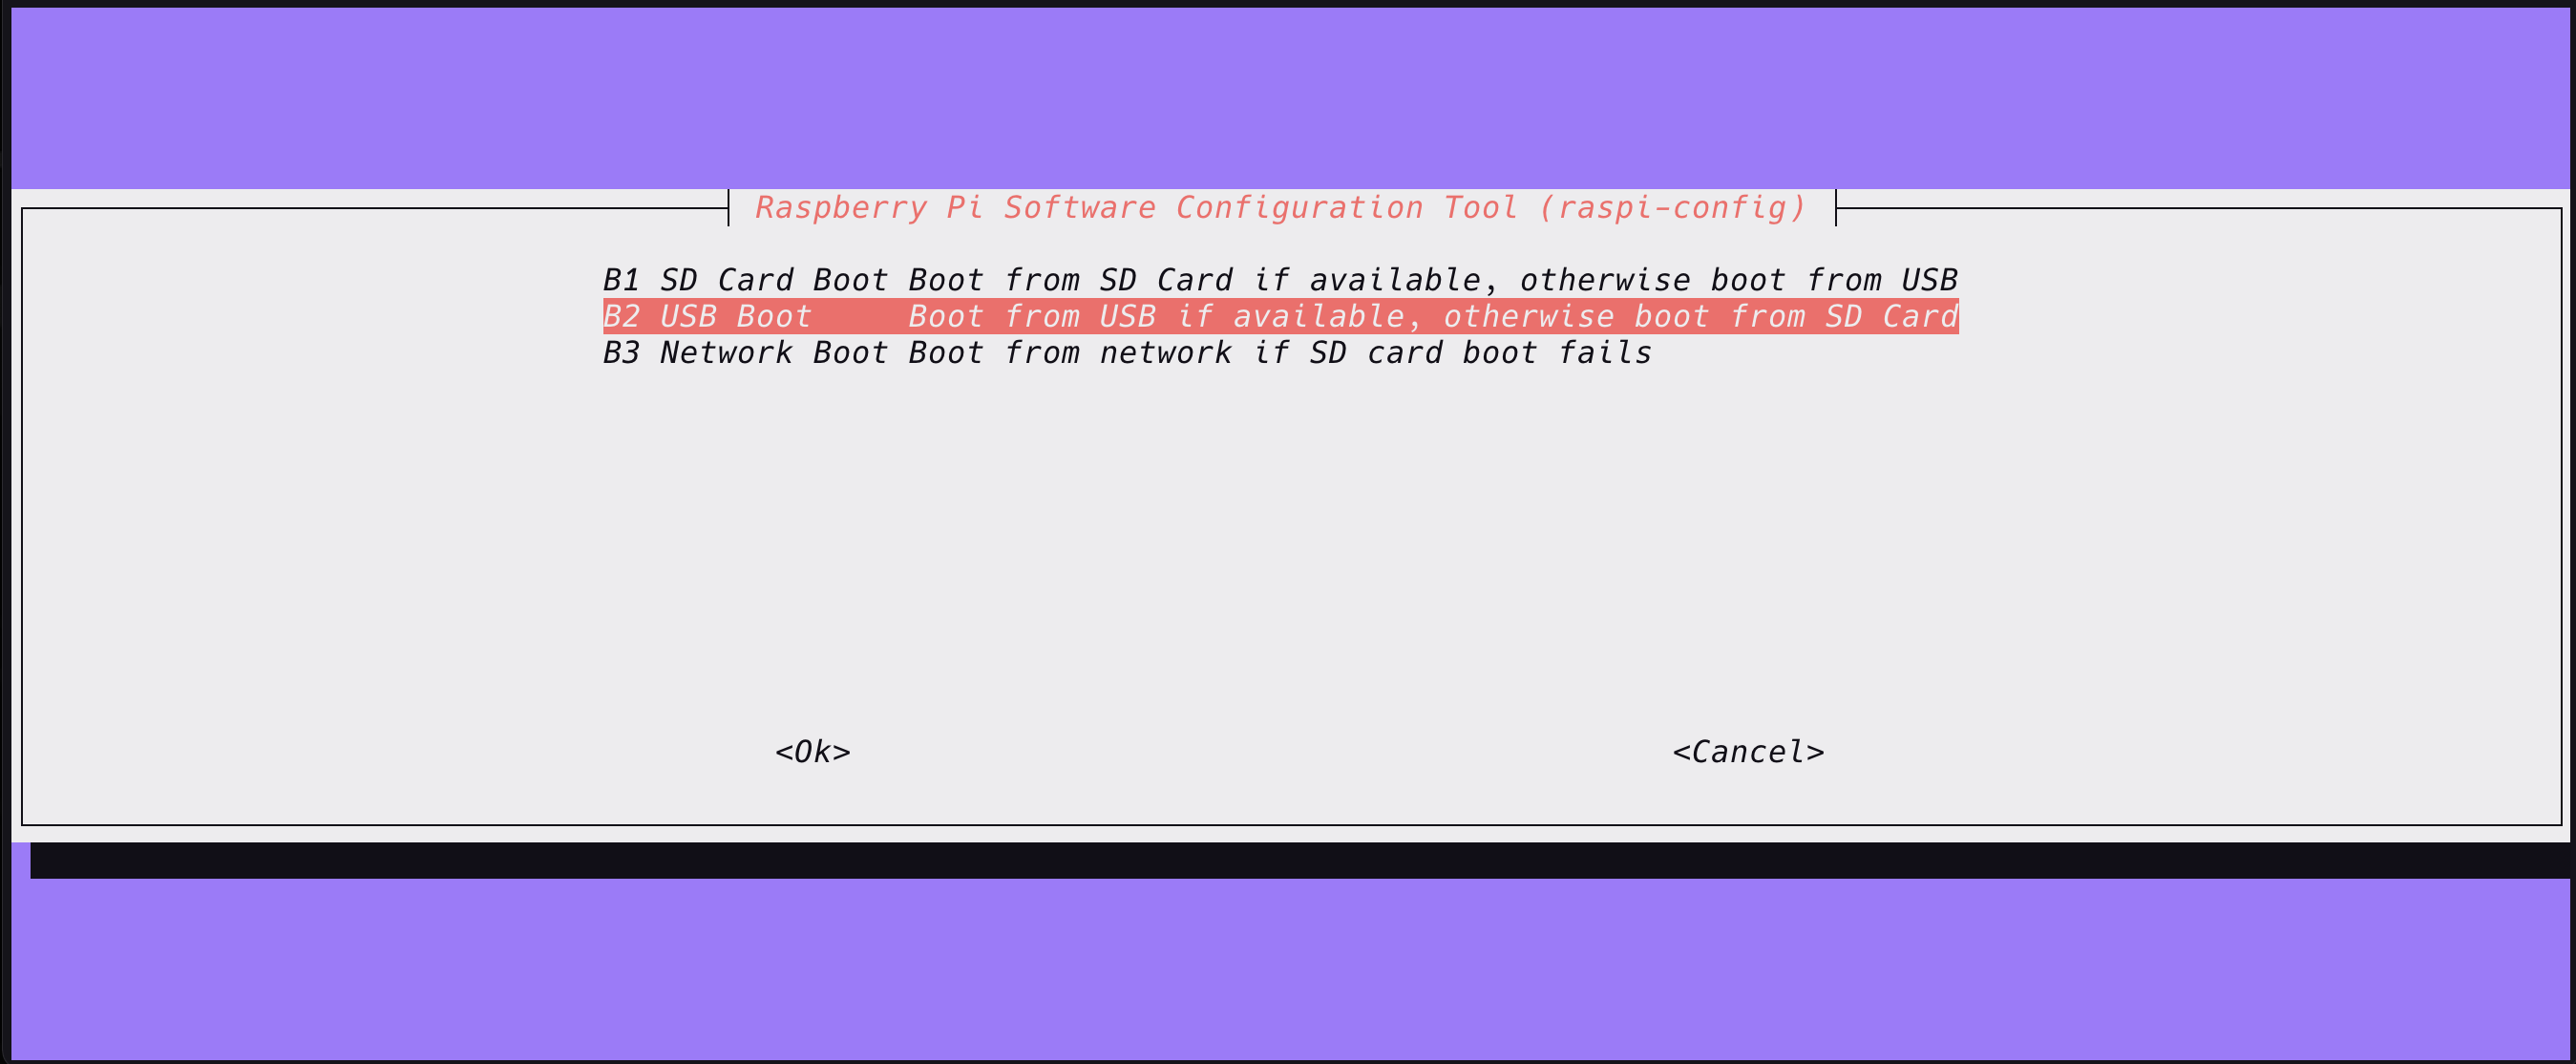 Raspberry Pi Software Configuration Tool (raspi-config)
B1 SD Card Boot Boot from SD Card if available, otherwise boot from USB
B2 USB Boot     Boot from USB if available, otherwise boot from SD Card
B3 Network Boot Boot from network if SD card boot fails
<Ok> <Cancel>